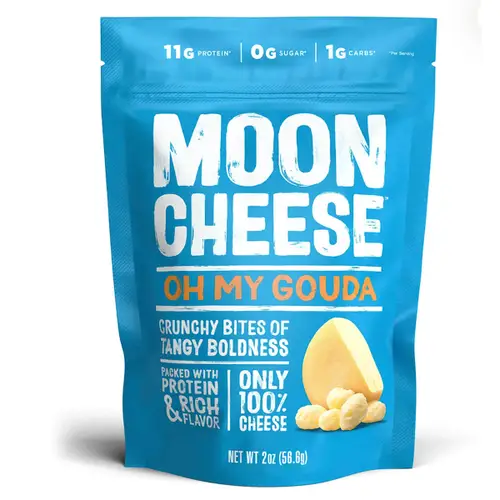 11G PROTEIN* | 0G SUGAR* | 1G CARBS* *Per Serving
MOON
CHEESE
OH MY GOUDA
CRUNCHY BITES OF
TANGY BOLDNESS
PACKED WITH
PROTEIN
& RICH
FLAVOR
ONLY
100%
CHEESE
NET WT 2oz (56.6g)